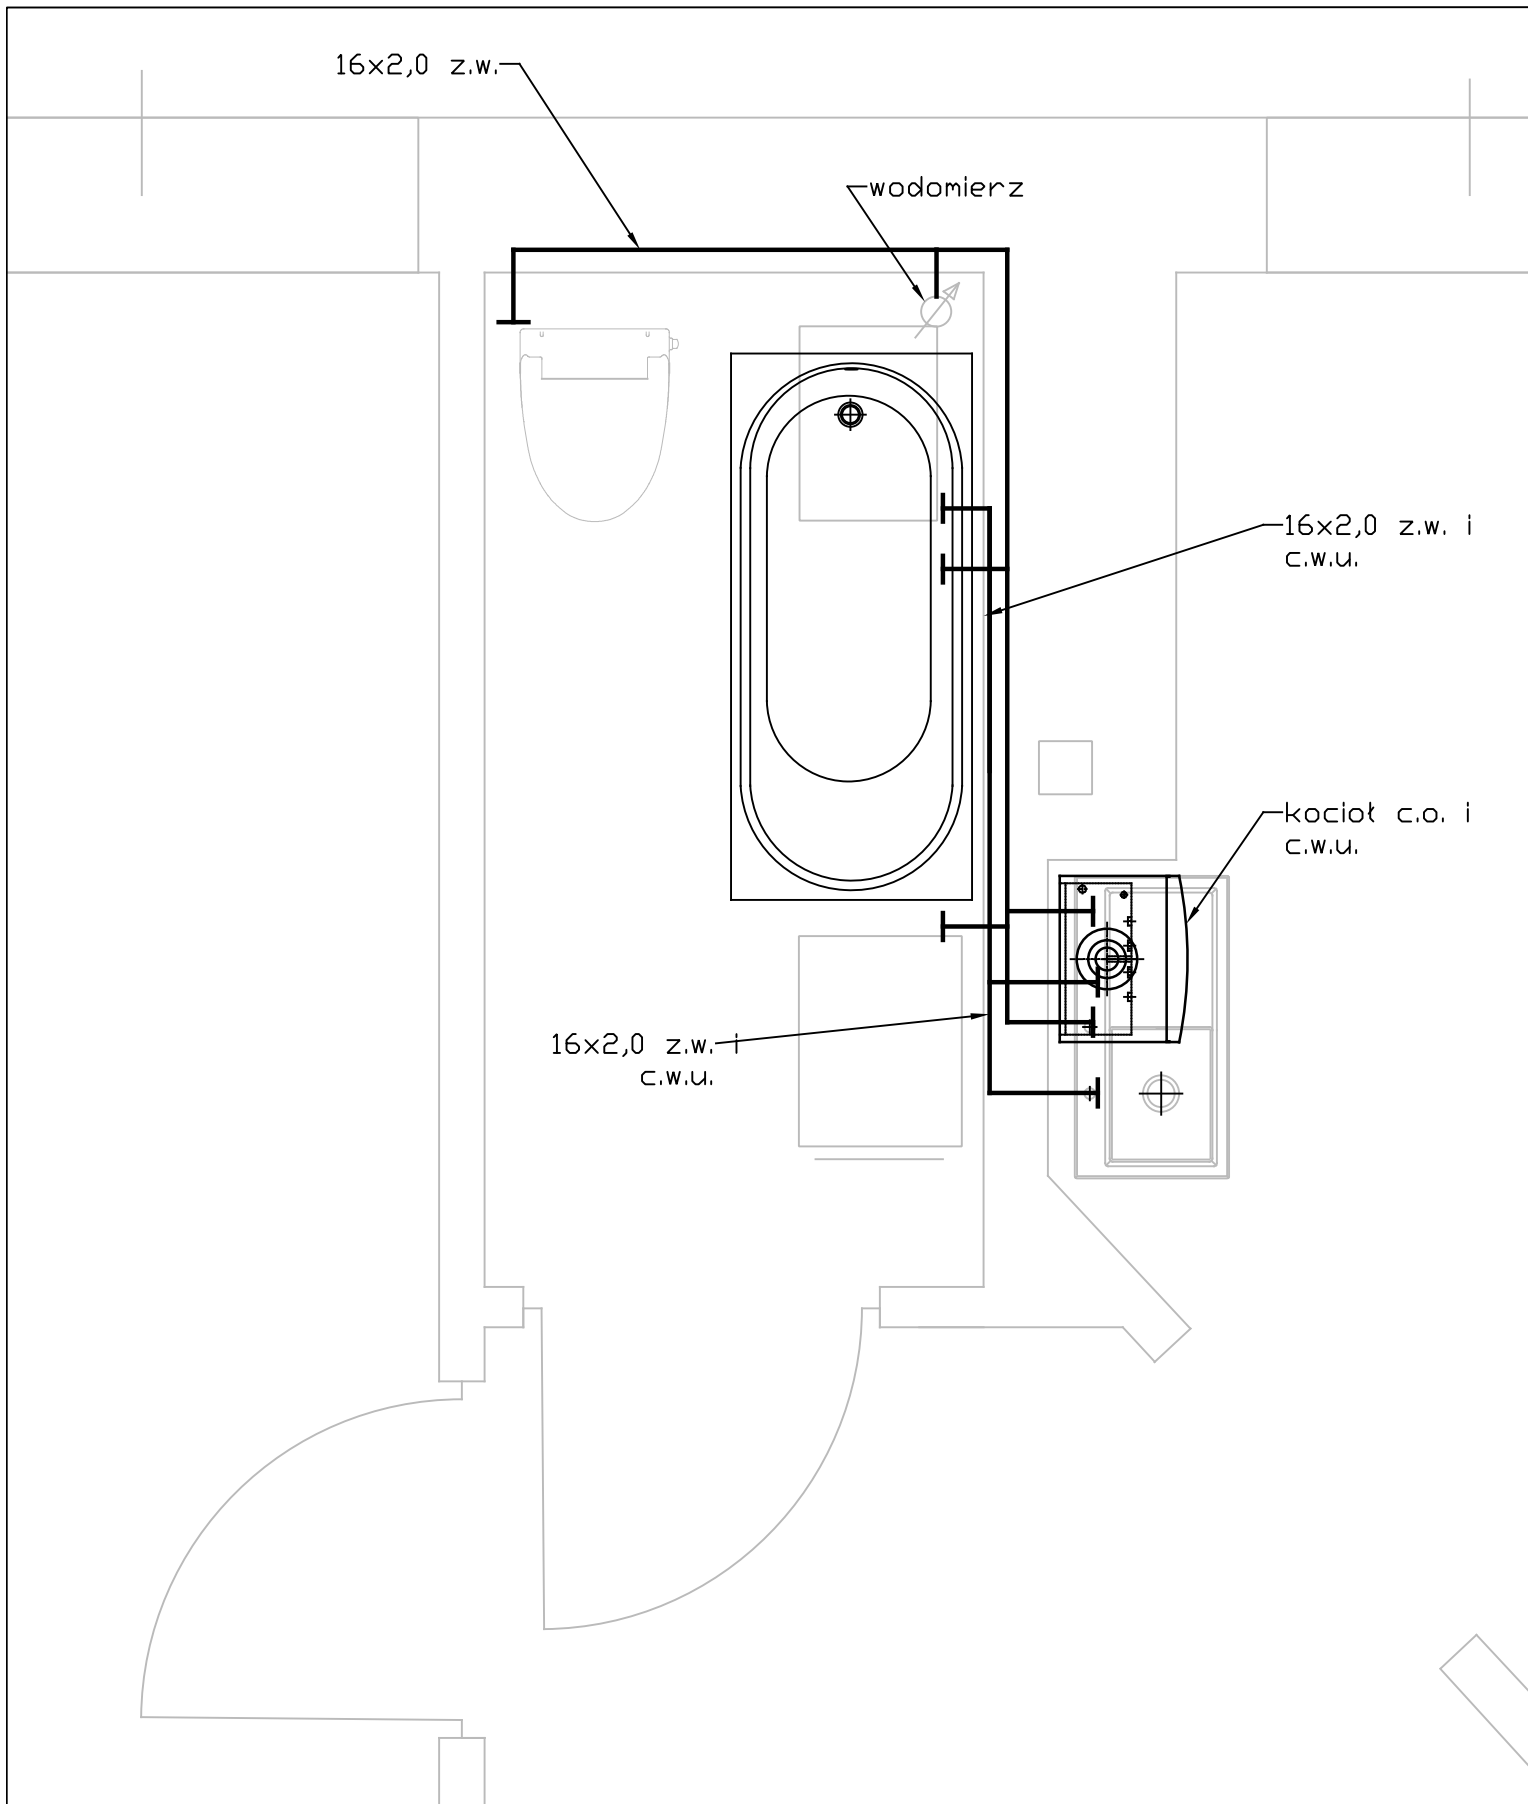 16x2,0 z.w.
wodomierz
16x2,0 z.w. i
c.w.u.
kocioł c.o. i
c.w.u.
16x2,0 z.w. i
c.w.u.